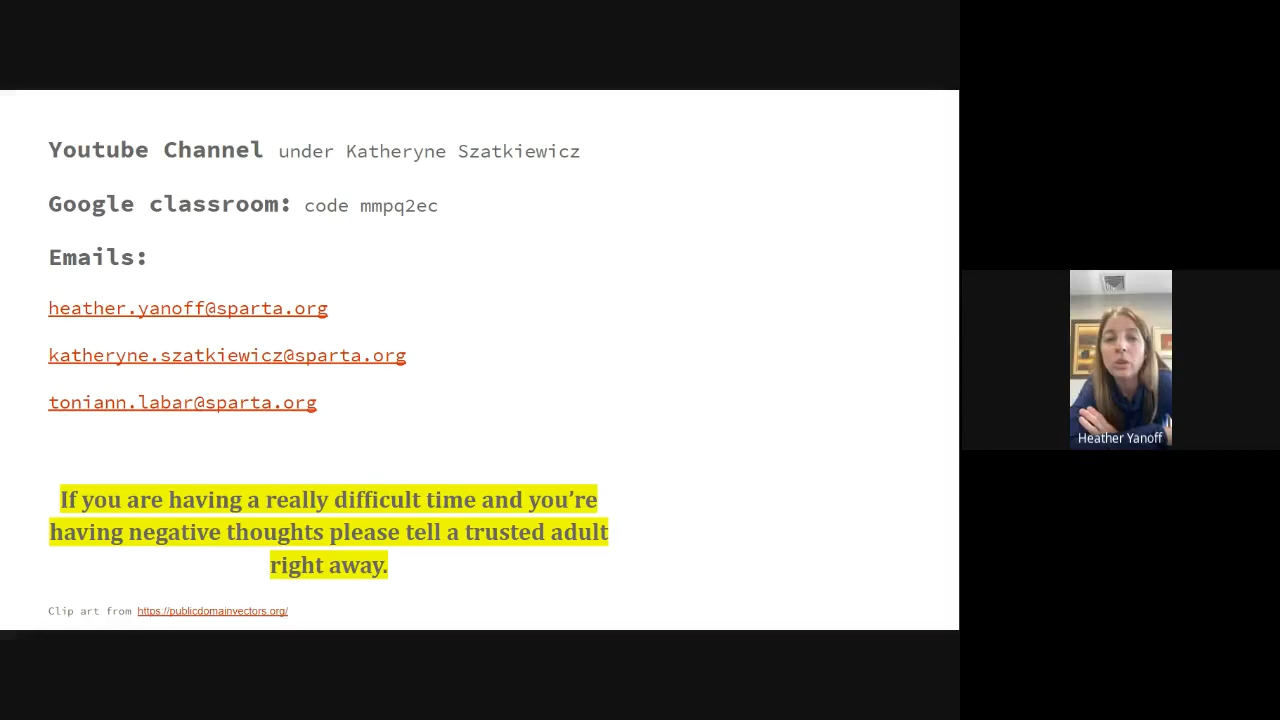 Youtube Channel under Katheryne Szatkiewicz
Google classroom: code mmpq2ec
Emails:
heather.yanoff@sparta.org
katheryne.szatkiewicz@sparta.org
toniann.labar@sparta.org
If you are having a really difficult time and you’re
having negative thoughts please tell a trusted adult
right away.
Clip art from https://publicdomainvectors.org/
Heather Yanoff